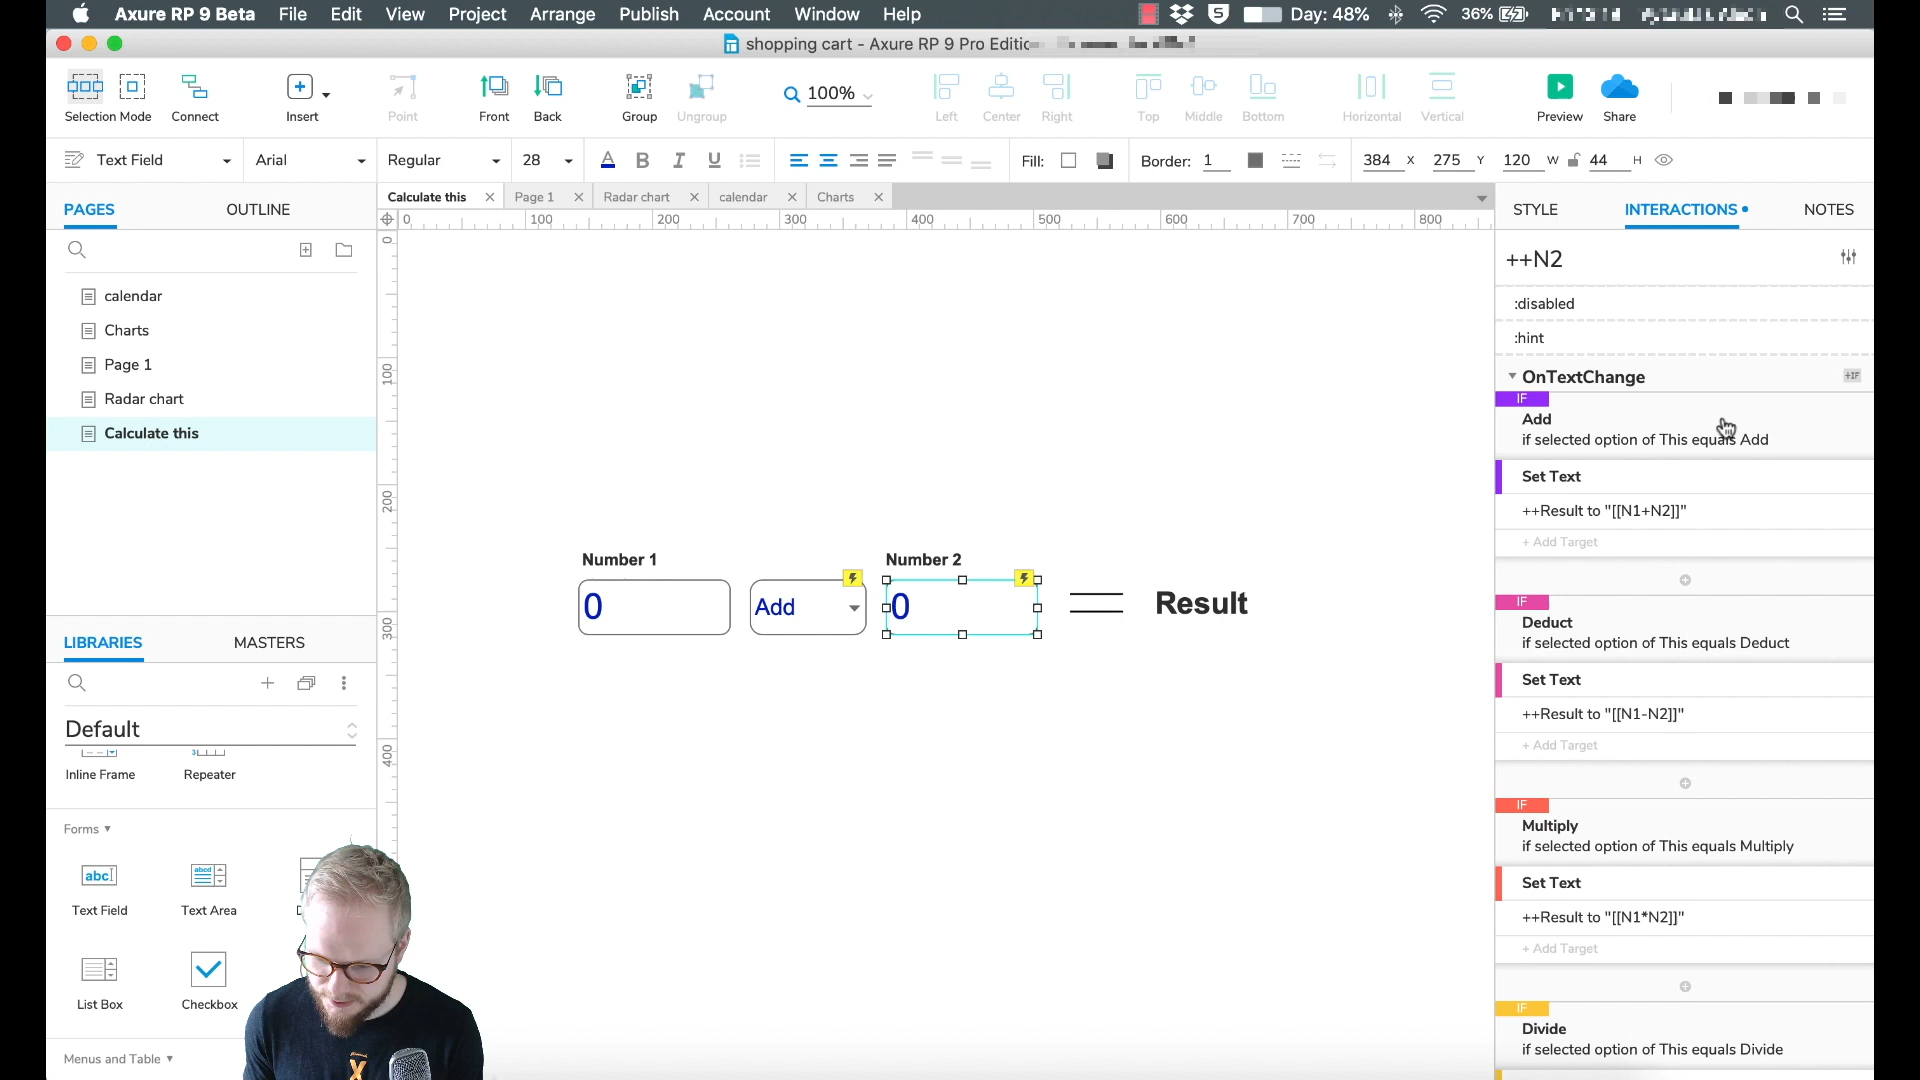 Axure RP 9 Beta File Edit View Project Arrange Publish Account Window Help 5 Day: 48% 36%
shopping cart - Axure RP 9 Pro Editic
Selection Mode Connect Insert Point Front Back Group Ungroup 100% Left Center Right Top Middle Bottom Horizontal Vertical Preview Share
Text Field Arial Regular 28 A B I U Fill: Border: 1 384 X 275 Y 120 W 44 H
PAGES OUTLINE
Calculate this Page 1 Radar chart calendar Charts
STYLE INTERACTIONS NOTES
0 100 200 300 400 500 600 700 800
0
100
200
300
400
calendar
Charts
Page 1
Radar chart
Calculate this
LIBRARIES MASTERS
Default
Inline Frame Repeater
Forms
abc abcd
Text Field Text Area
List Box Checkbox
Menus and Table
Number 1 Number 2
0 Add 0 Result
++N2
:disabled
:hint
OnTextChange +IF
IF
Add
if selected option of This equals Add
Set Text
++Result to "[[N1+N2]]"
+ Add Target
IF
Deduct
if selected option of This equals Deduct
Set Text
++Result to "[[N1-N2]]"
+ Add Target
IF
Multiply
if selected option of This equals Multiply
Set Text
++Result to "[[N1*N2]]"
+ Add Target
IF
Divide
if selected option of This equals Divide